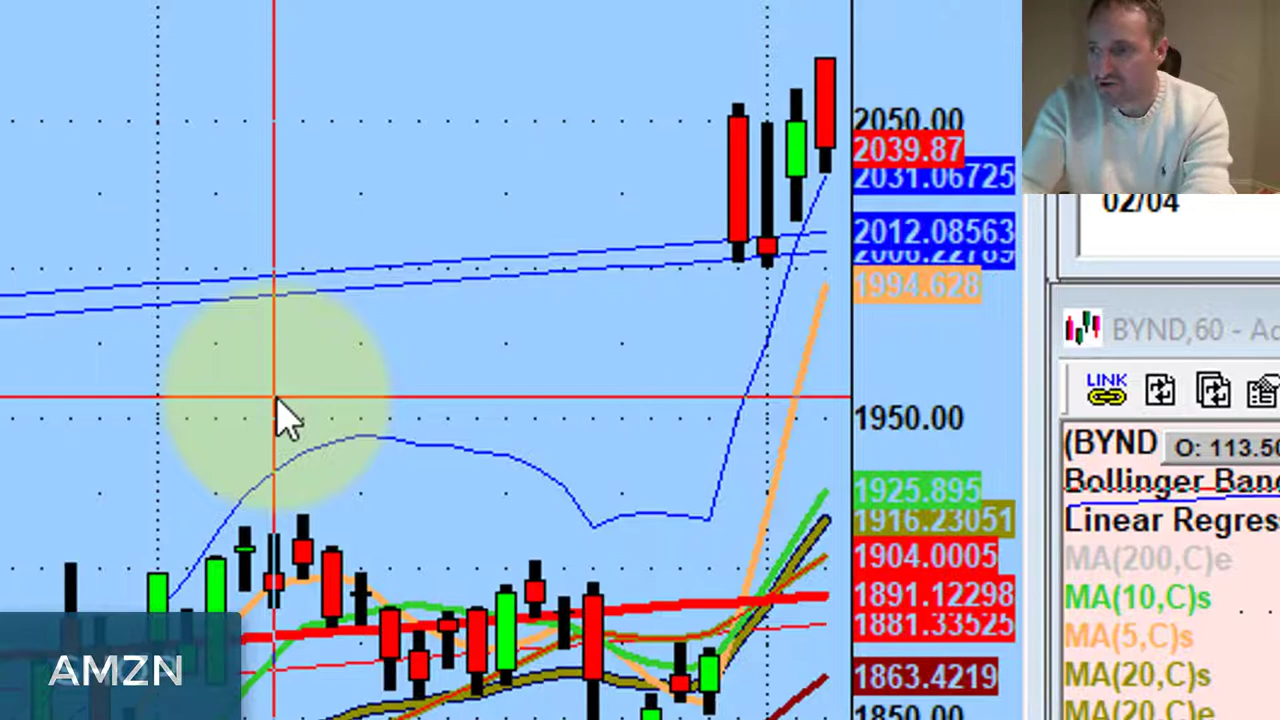 2050.00
2039.87
2031.06725
2012.08563
1994.628
1950.00
1925.895
1916.23051
1904.0005
1891.12298
1881.33525
1863.4219
1850.00
AMZN
02/04
BYND,60 - Ad
LINK
(BYND O: 113.50
Bollinger Band
Linear Regres
MA(200,C)e
MA(10,C)s
MA(5,C)s
MA(20,C)s
MA(20,C)e